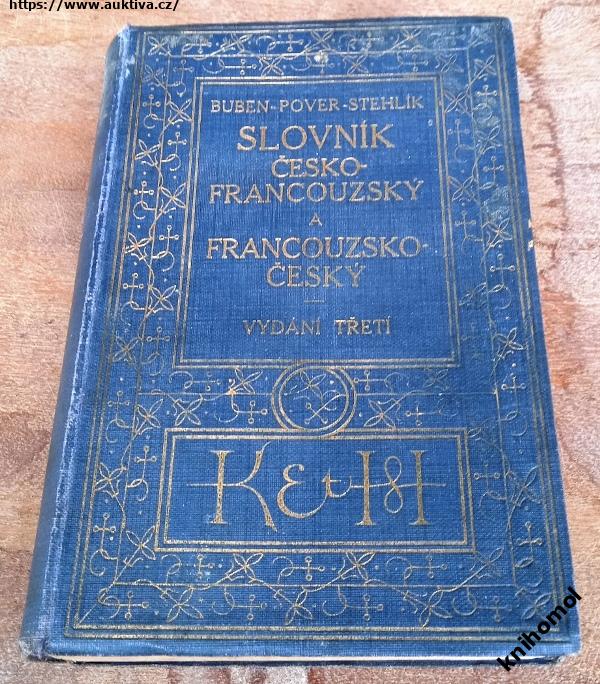 https://www.auktiva.cz/
BUBEN-POVER-STEHLÍK
SLOVNÍK
ČESKO-
FRANCOUZSKÝ
A
FRANCOUZSKO-
ČESKÝ
VYDÁNÍ TŘETÍ
K Et H
knihomol